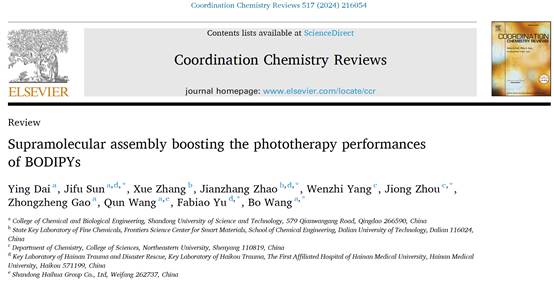 Coordination Chemistry Reviews 517 (2024) 216054
Contents lists available at ScienceDirect
Coordination Chemistry Reviews
journal homepage: www.elsevier.com/locate/ccr
ELSEVIER
COORDINATION
CHEMISTRY REVIEWS
Review
Supramolecular assembly boosting the phototherapy performances
of BODIPYs
Ying Dai a, Jifu Sun a,d,*, Xue Zhang b, Jianzhang Zhao b,d,*, Wenzhi Yang c, Jiong Zhou c,*,
Zhongzheng Gao a, Qun Wang a,e, Fabiao Yu d,*, Bo Wang a,*
a College of Chemical and Biological Engineering, Shandong University of Science and Technology, 579 Qianwangang Road, Qingdao 266590, China
b State Key Laboratory of Fine Chemicals, Frontiers Science Center for Smart Materials, School of Chemical Engineering, Dalian University of Technology, Dalian 116024,
China
c Department of Chemistry, College of Sciences, Northeastern University, Shenyang 110819, China
d Key Laboratory of Hainan Trauma and Disaster Rescue, Key Laboratory of Haikou Trauma, The First Affiliated Hospital of Hainan Medical University, Hainan Medical
University, Haikou 571199, China
e Shandong Haihua Group Co., Ltd, Weifang 262737, China